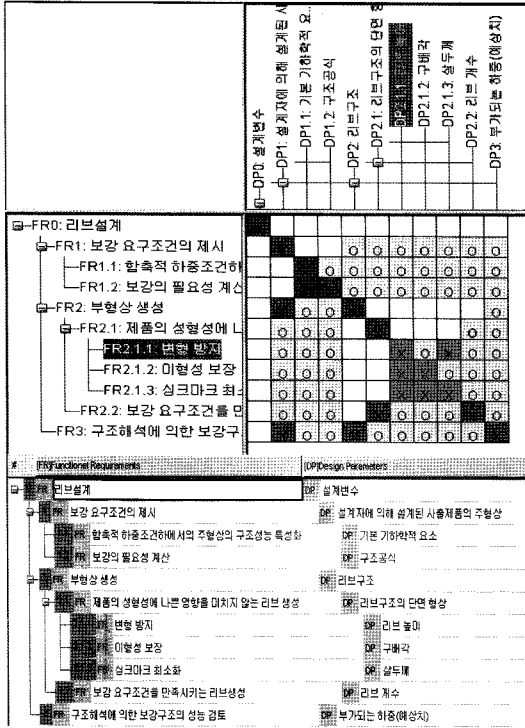 DP0: 설계변수
DP1: 설계자에 의해 설계된 사
DP1.1: 기본 기하학적 요..
DP1.2: 구조공식
DP2: 리브구조
DP2.1: 리브구조의 단면 형
DP2.1.2: 구배각
DP2.1.3: 살두께
DP2.2: 리브 개수
DP3: 부가되는 하중(예상치)
FR0: 리브설계
FR1: 보강 요구조건의 제시
FR1.1: 함축적 하중조건하
FR1.2: 보강의 필요성 계산
FR2: 부형상 생성
FR2.1: 제품의 성형성에 나
FR2.1.1: 변형 방지
FR2.1.2: 이형성 보장
FR2.1.3: 싱크마크 최소
FR2.2: 보강 요구조건을 만
FR3: 구조해석에 의한 보강구
# [FR]Functional Requirements [DP]Design Parameters
FR 리브설계 DP 설계변수
FR 보강 요구조건의 제시 DP 설계자에 의해 설계된 사출제품의 주형상
FR 함축적 하중조건하에서의 주형상의 구조성능 특성화 DP 기본 기하학적 요소
FR 보강의 필요성 계산 DP 구조공식
FR 부형상 생성 DP 리브구조
FR 제품의 성형성에 나쁜 영향을 미치지 않는 리브 생성 DP 리브구조의 단면 형상
FR 변형 방지 DP 리브 높이
FR 이형성 보장 DP 구배각
FR 싱크마크 최소화 DP 살두께
FR 보강 요구조건을 만족시키는 리브생성 DP 리브 개수
FR 구조해석에 의한 보강구조의 성능 검토 DP 부가되는 하중(예상치)